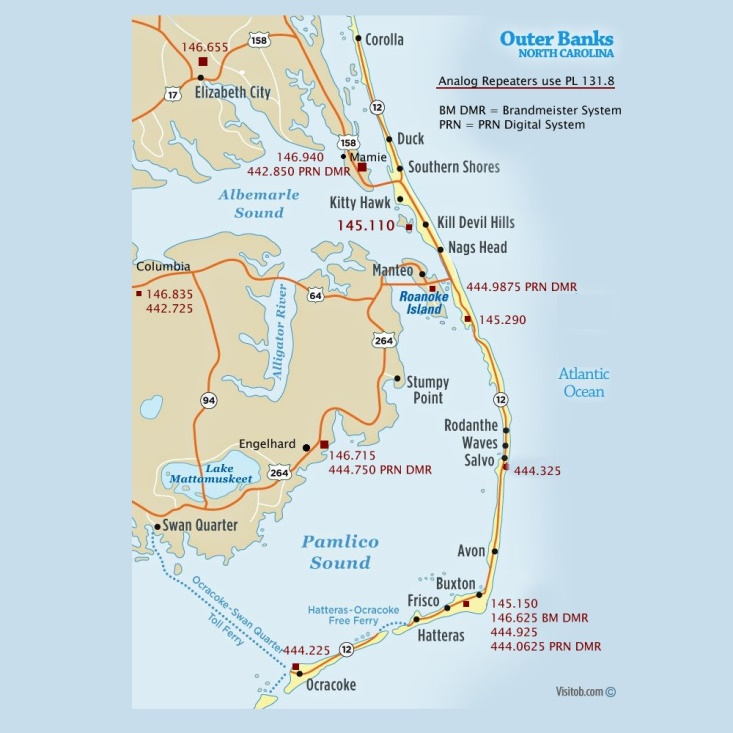 Outer Banks
NORTH CAROLINA
Analog Repeaters use PL 131.8
BM DMR = Brandmeister System
PRN = PRN Digital System
Corolla
158
146.655
17
Elizabeth City
12
Duck
158
146.940
Mamie
442.850 PRN DMR
Southern Shores
Albemarle
Sound
Kitty Hawk
145.110
Kill Devil Hills
Nags Head
Columbia
Manteo
146.835
442.725
64
Roanoke
Island
444.9875 PRN DMR
145.290
Alligator River
264
Stumpy
Point
Atlantic
Ocean
94
12
Rodanthe
Waves
Salvo
444.325
Engelhard
146.715
444.750 PRN DMR
264
Lake
Mattamuskeet
Swan Quarter
Pamlico
Sound
Avon
Buxton
Frisco
Hatteras
145.150
146.625 BM DMR
444.925
444.0625 PRN DMR
Ocracoke-Swan Quarter
Toll Ferry
Hatteras-Ocracoke
Free Ferry
444.225
12
Ocracoke
Visitob.com ©